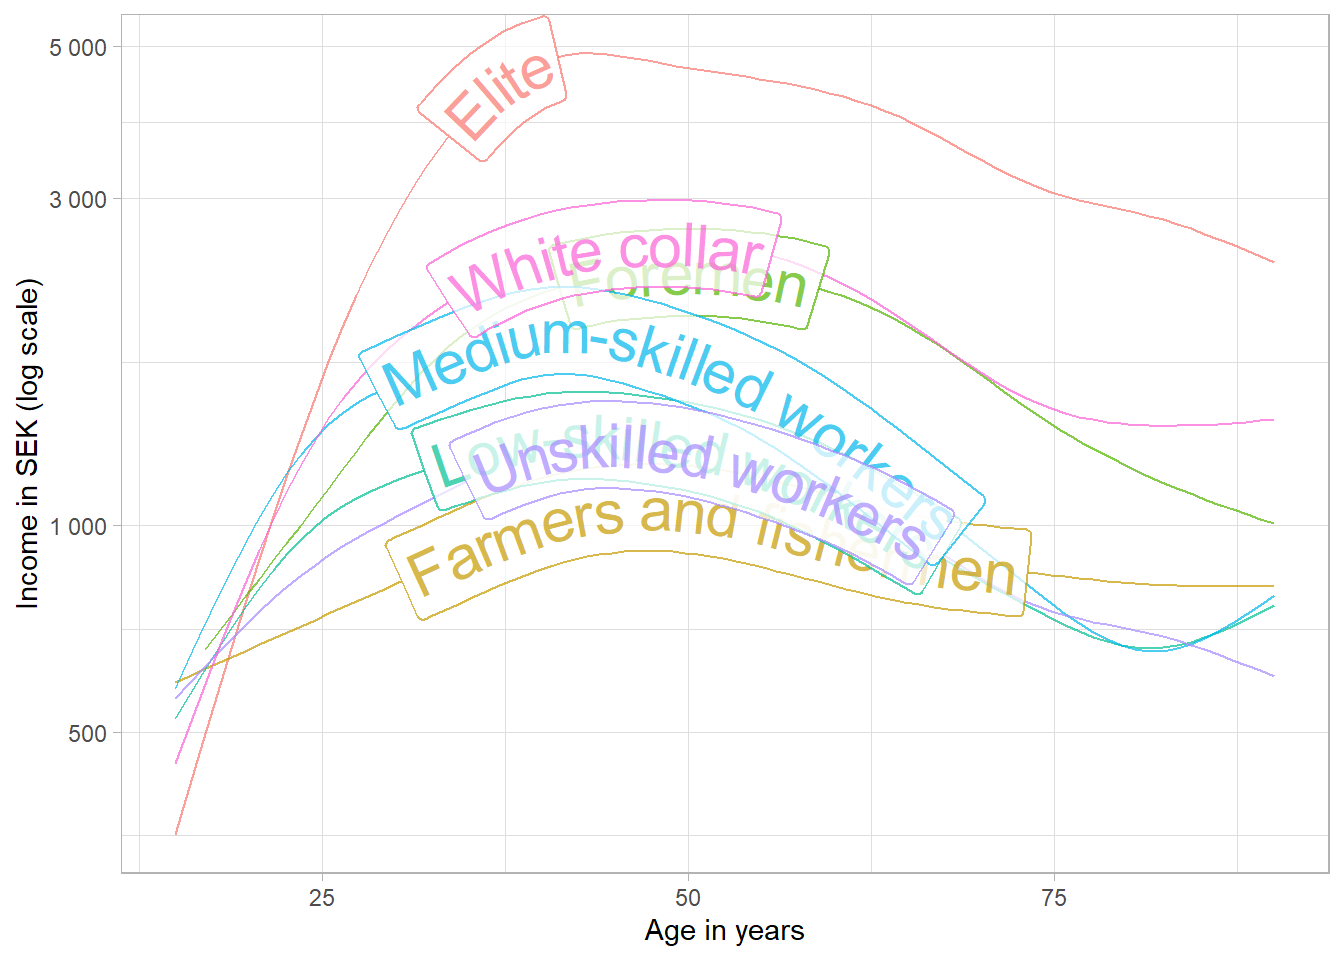 5 000
3 000
1 000
500
Income in SEK (log scale)
Elite
White collar
Foremen
Medium-skilled workers
Low-skilled workers
Unskilled workers
Farmers and fishermen
25
50
75
Age in years